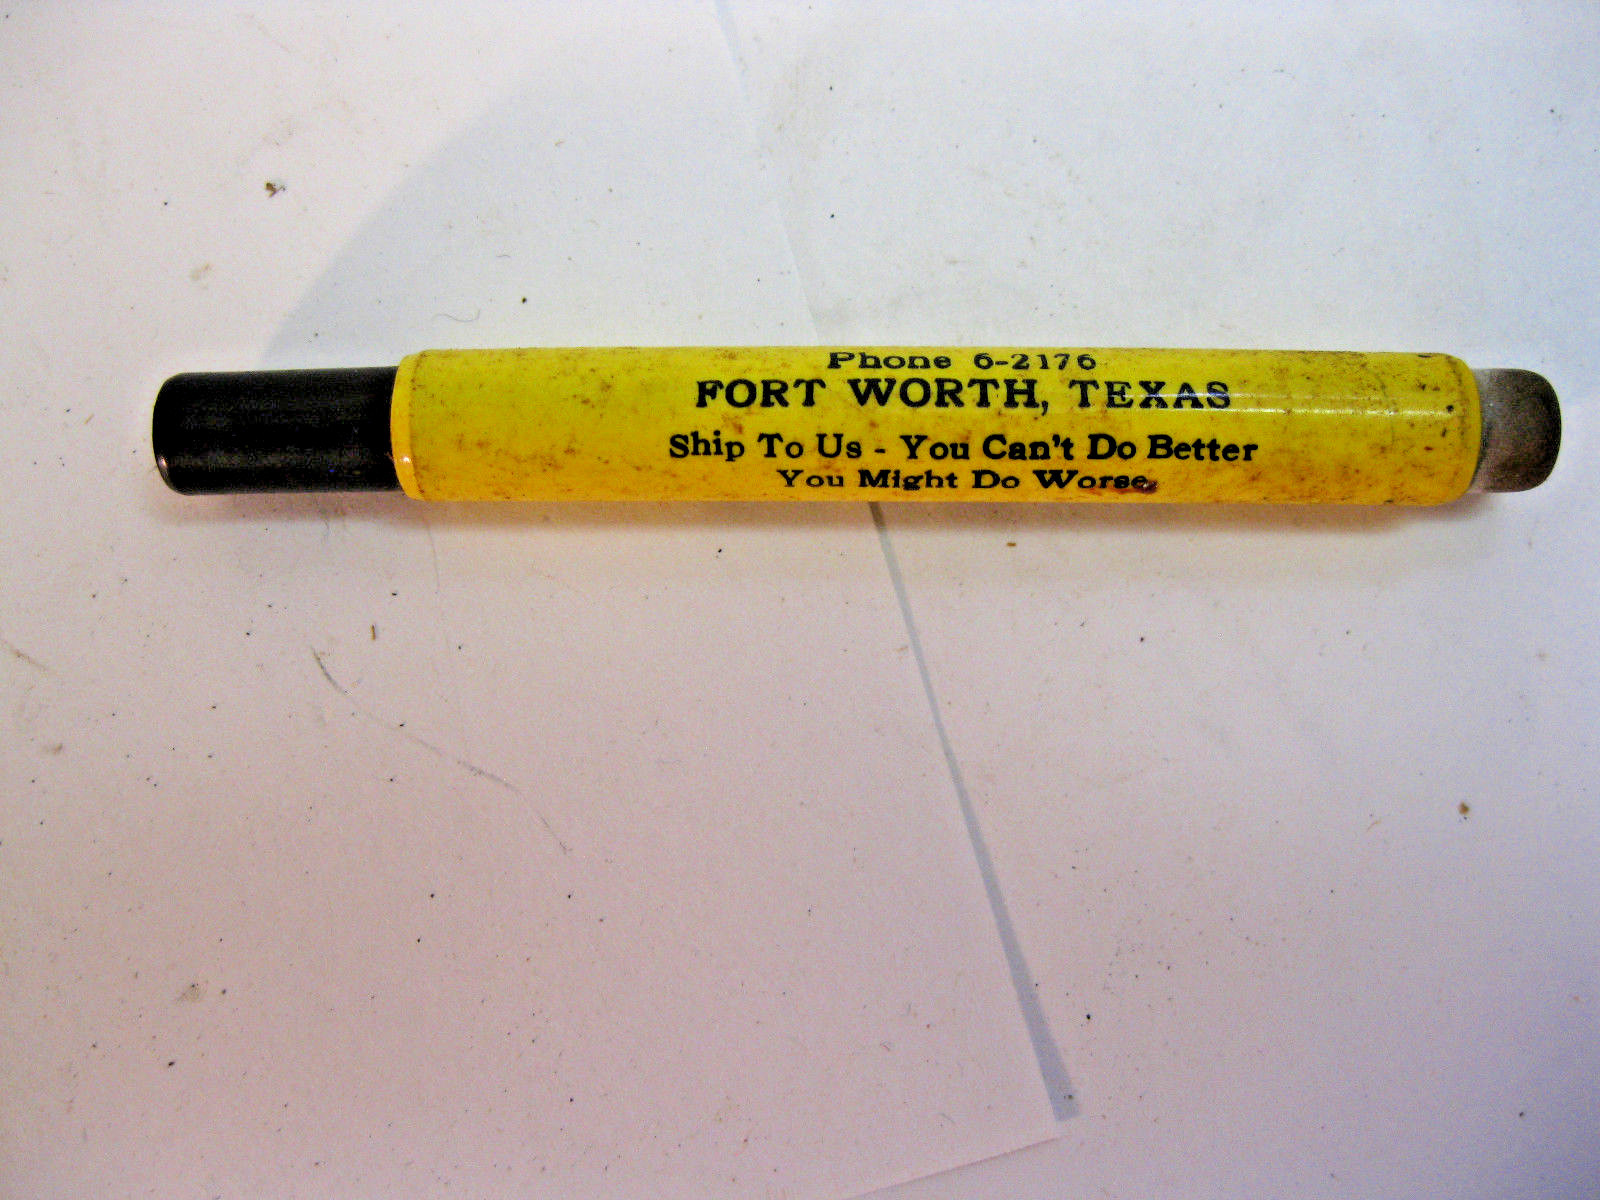 Phone 6-2176
FORT WORTH, TEXAS
Ship To Us - You Can't Do Better
You Might Do Worse.